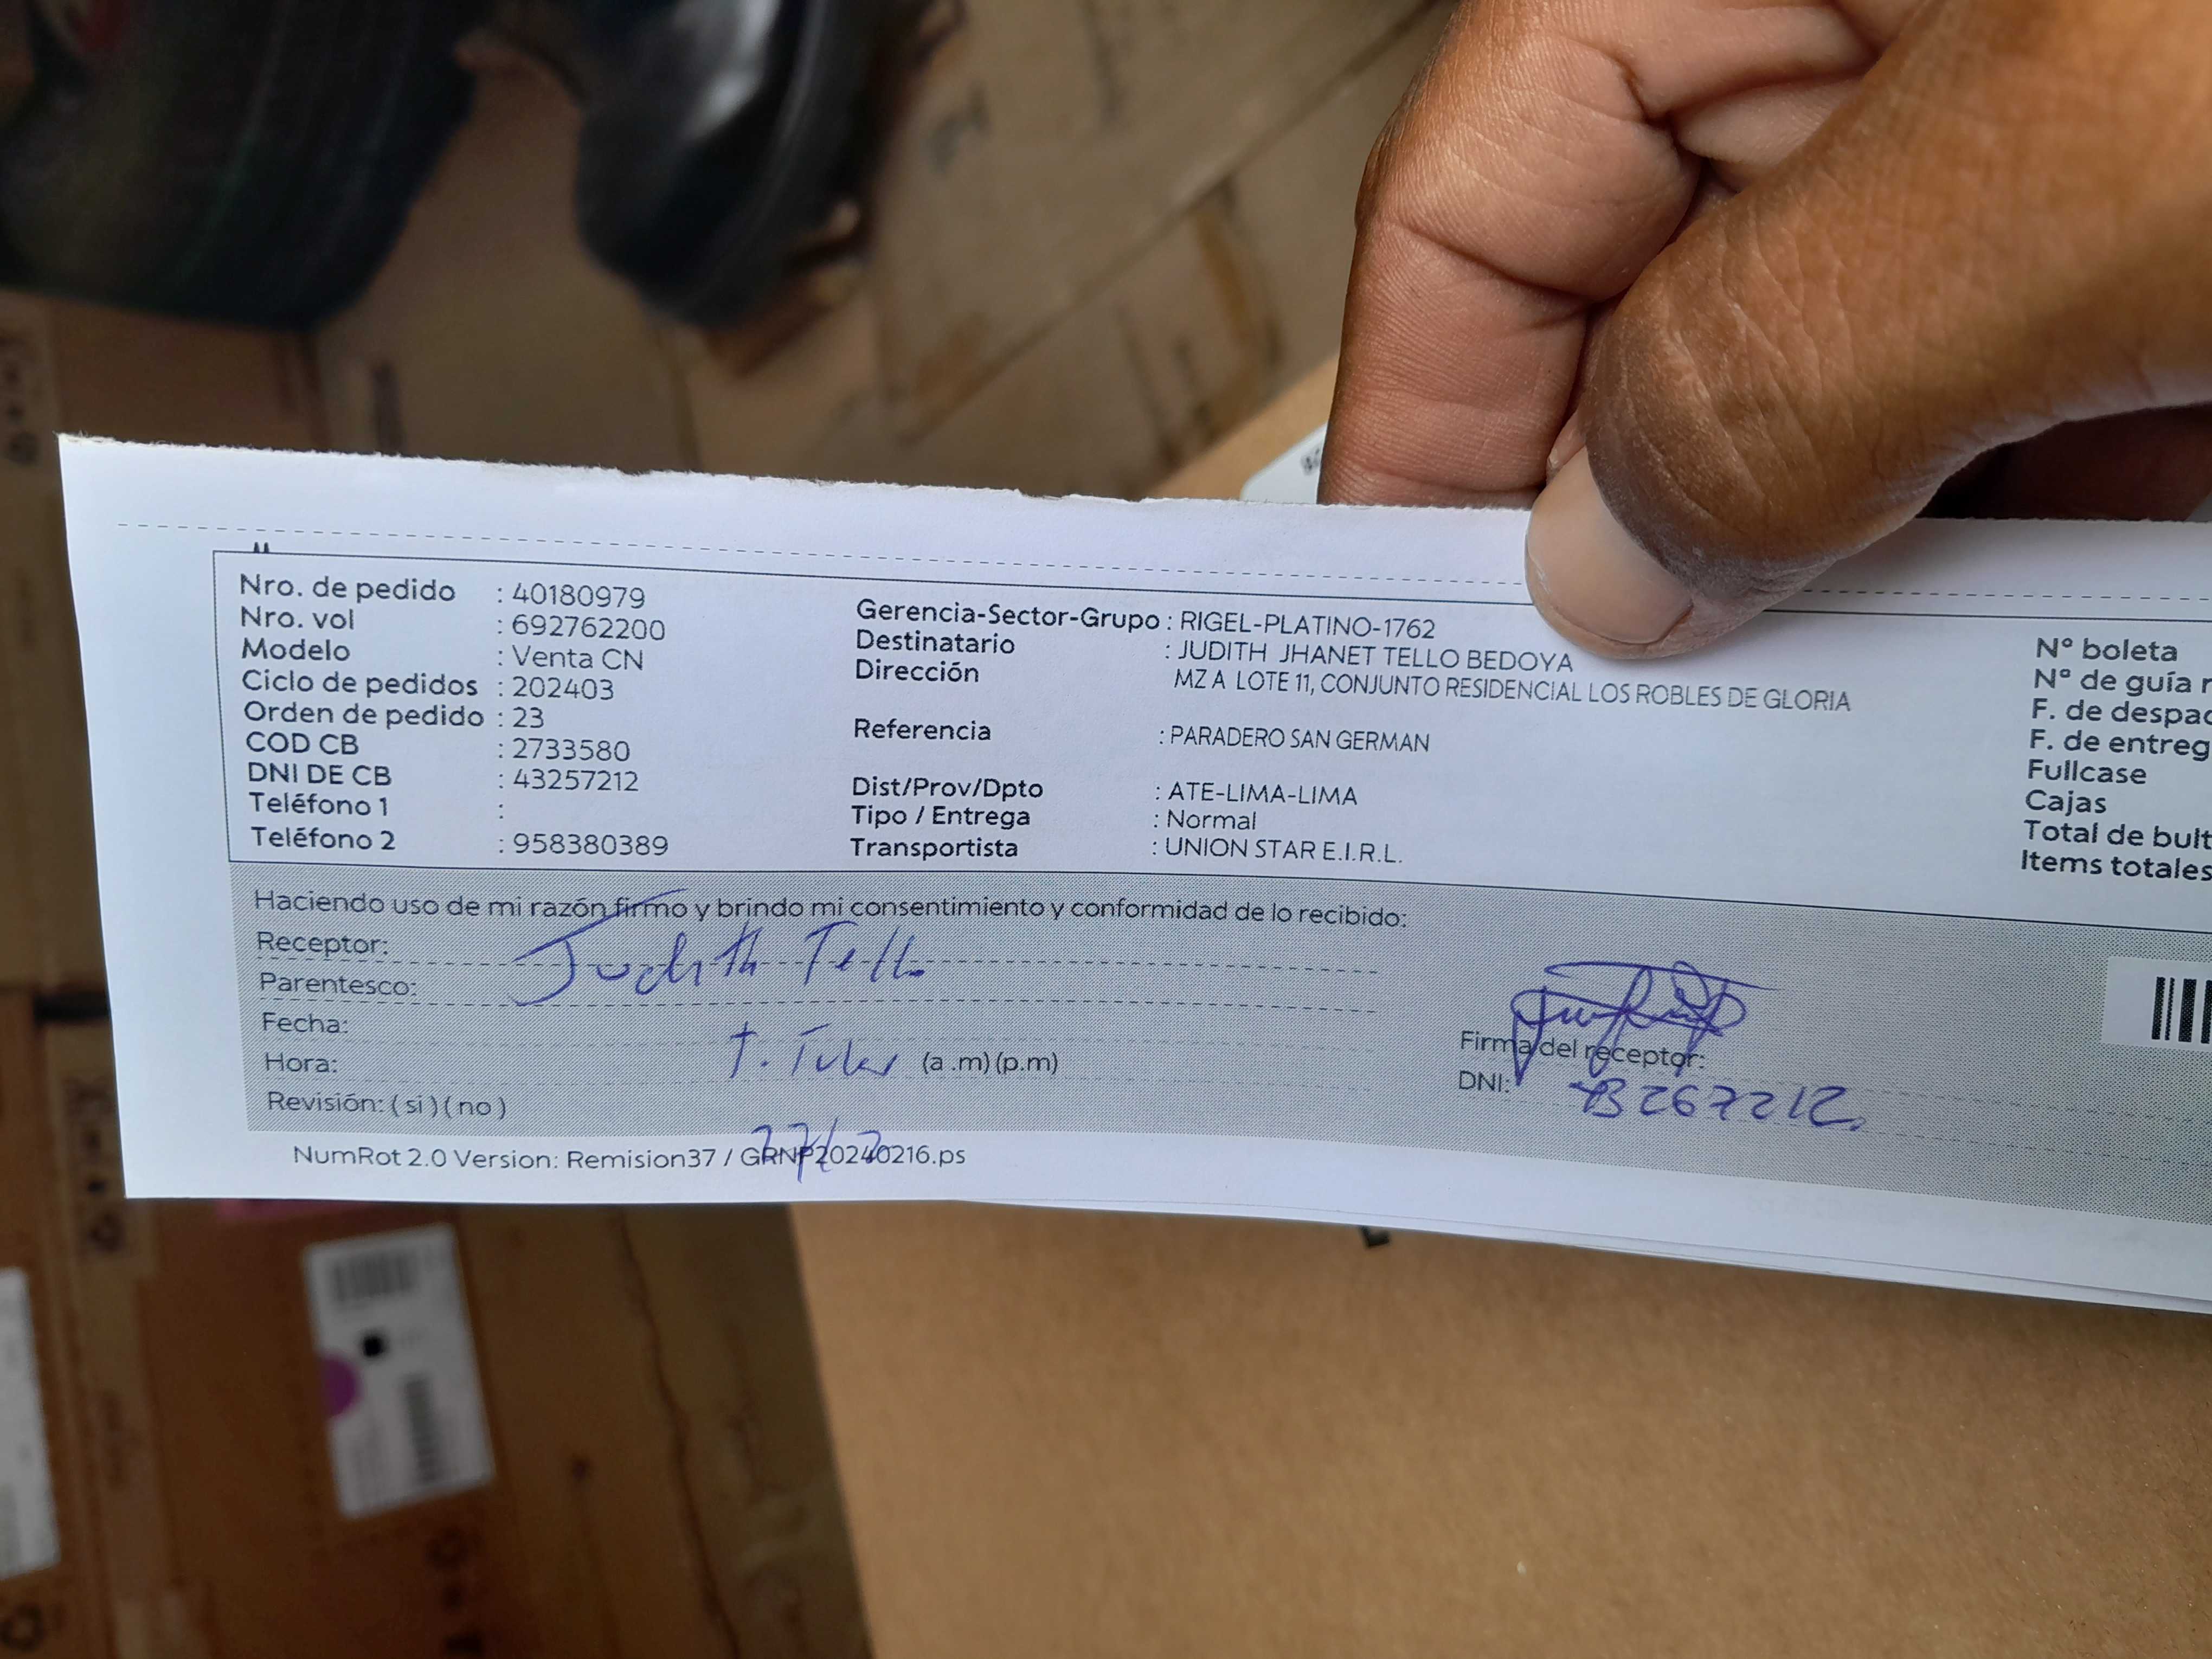 Nro. de pedido : 40180979
Nro. vol : 692762200
Modelo : Venta CN
Ciclo de pedidos : 202403
Orden de pedido : 23
COD CB : 2733580
DNI DE CB : 43257212
Teléfono 1 :
Teléfono 2 : 958380389
Gerencia-Sector-Grupo : RIGEL-PLATINO-1762
Destinatario : JUDITH JHANET TELLO BEDOYA
Dirección MZ A LOTE 11, CONJUNTO RESIDENCIAL LOS ROBLES DE GLORIA
Referencia : PARADERO SAN GERMAN
Dist/Prov/Dpto : ATE-LIMA-LIMA
Tipo / Entrega : Normal
Transportista : UNION STAR E.I.R.L.
Nº boleta
Nº de guía r
F. de despac
F. de entreg
Fullcase
Cajas
Total de bult
Items totales
Haciendo uso de mi razón firmo y brindo mi consentimiento y conformidad de lo recibido:
Receptor: Judith Tello
Parentesco:
Fecha:
Hora: (a .m) (p.m)
Revisión: ( si ) ( no )
Firma del receptor:
DNI: 43267212
NumRot 2.0 Version: Remision37 / GRNP20240216.ps